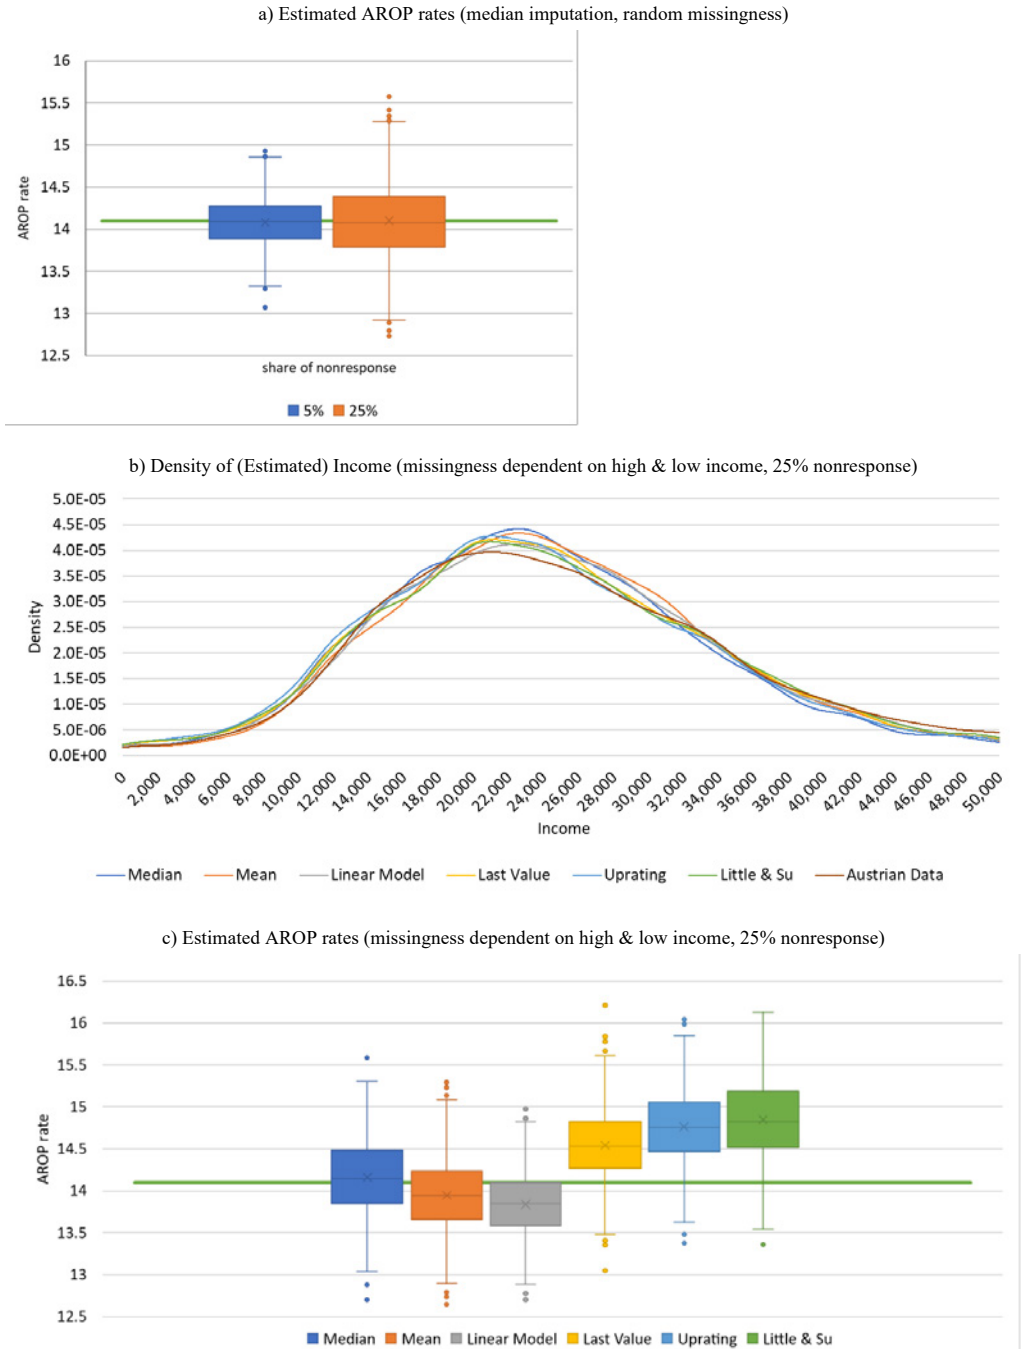 a) Estimated AROP rates (median imputation, random missingness)
16
15.5
15
14.5
14
13.5
13
12.5
AROP rate
share of nonresponse
5% 25%
b) Density of (Estimated) Income (missingness dependent on high & low income, 25% nonresponse)
5.0E-05
4.5E-05
4.0E-05
3.5E-05
3.0E-05
2.5E-05
2.0E-05
1.5E-05
1.0E-05
5.0E-06
0.0E+00
Density
0 2,000 4,000 6,000 8,000 10,000 12,000 14,000 16,000 18,000 20,000 22,000 24,000 26,000 28,000 30,000 32,000 34,000 36,000 38,000 40,000 42,000 44,000 46,000 48,000 50,000
Income
Median Mean Linear Model Last Value Uprating Little & Su Austrian Data
c) Estimated AROP rates (missingness dependent on high & low income, 25% nonresponse)
16.5
16
15.5
15
14.5
14
13.5
13
12.5
AROP rate
Median Mean Linear Model Last Value Uprating Little & Su